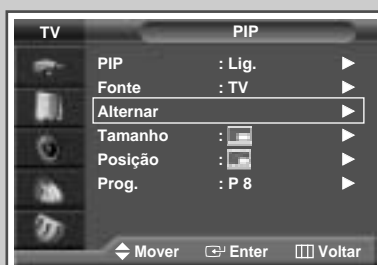 TV PIP
PIP : Lig.
Fonte : TV
Alternar
Tamanho :
Posição :
Prog. : P 8
Mover Enter Voltar